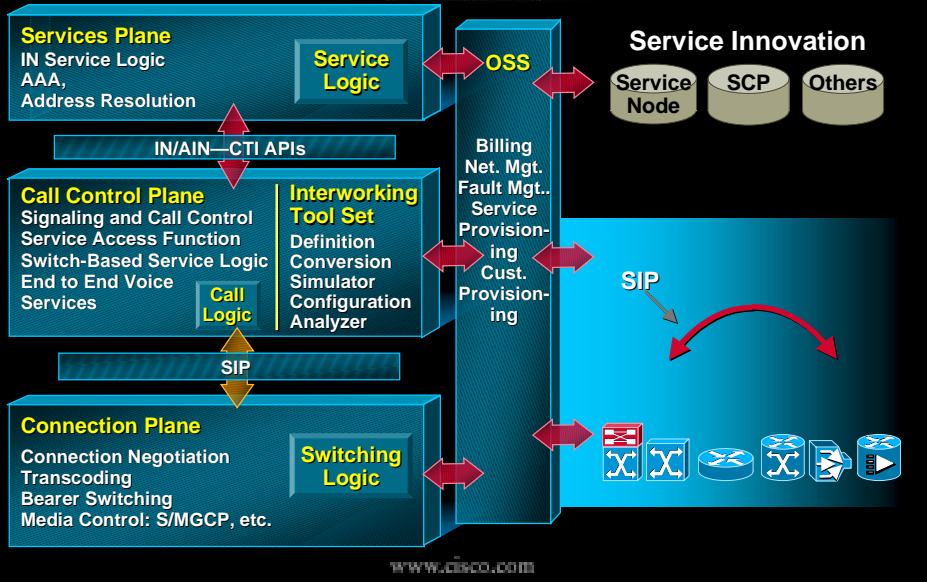 Services Plane
IN Service Logic
AAA,
Address Resolution
Service
Logic
OSS
Service Innovation
Service
Node
SCP
Others
IN/AIN—CTI APIs
Billing
Net. Mgt.
Fault Mgt..
Service
Provision-
ing
Cust.
Provision-
ing
Call Control Plane
Signaling and Call Control
Service Access Function
Switch-Based Service Logic
End to End Voice
Services
Call
Logic
Interworking
Tool Set
Definition
Conversion
Simulator
Configuration
Analyzer
SIP
SIP
Connection Plane
Connection Negotiation
Transcoding
Bearer Switching
Media Control: S/MGCP, etc.
Switching
Logic
www.cisco.com